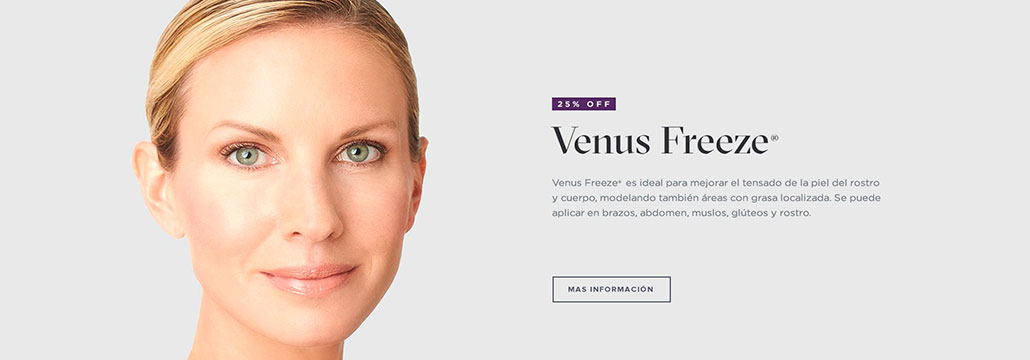 25% OFF
Venus Freeze®
Venus Freeze® es ideal para mejorar el tensado de la piel del rostro
y cuerpo, modelando también áreas con grasa localizada. Se puede
aplicar en brazos, abdomen, muslos, glúteos y rostro.
MAS INFORMACIÓN